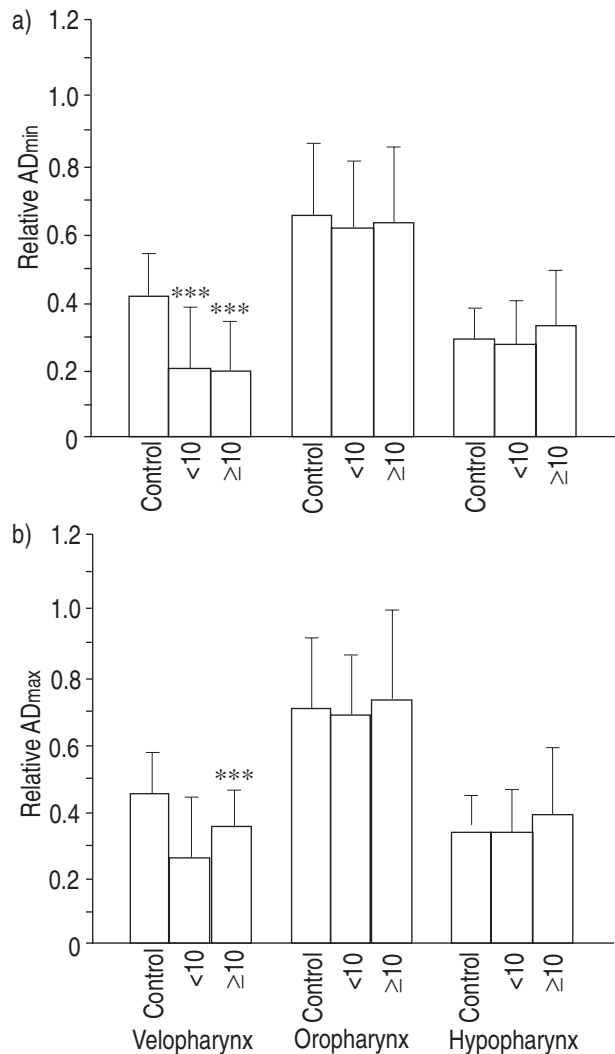 a)
Relative ADmin
1.2
1.0
0.8
0.6
0.4
0.2
0
***
***
Control
<10
≥10
Control
<10
≥10
Control
<10
≥10
b)
Relative ADmax
1.2
1.0
0.8
0.6
0.4
0.2
0
***
Control
<10
≥10
Control
<10
≥10
Control
<10
≥10
Velopharynx Oropharynx Hypopharynx